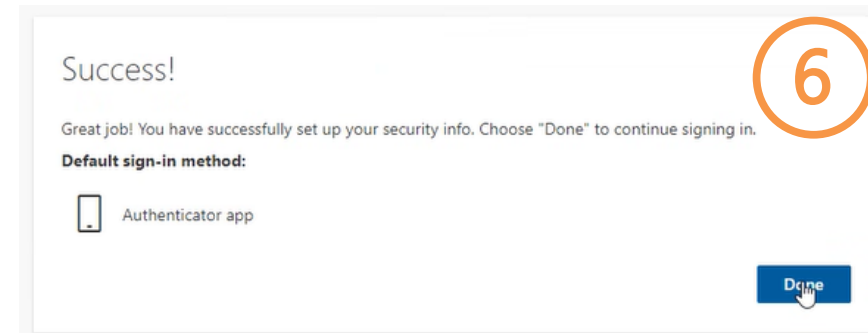 Success!
6
Great job! You have successfully set up your security info. Choose "Done" to continue signing in.
Default sign-in method:
Authenticator app
Done